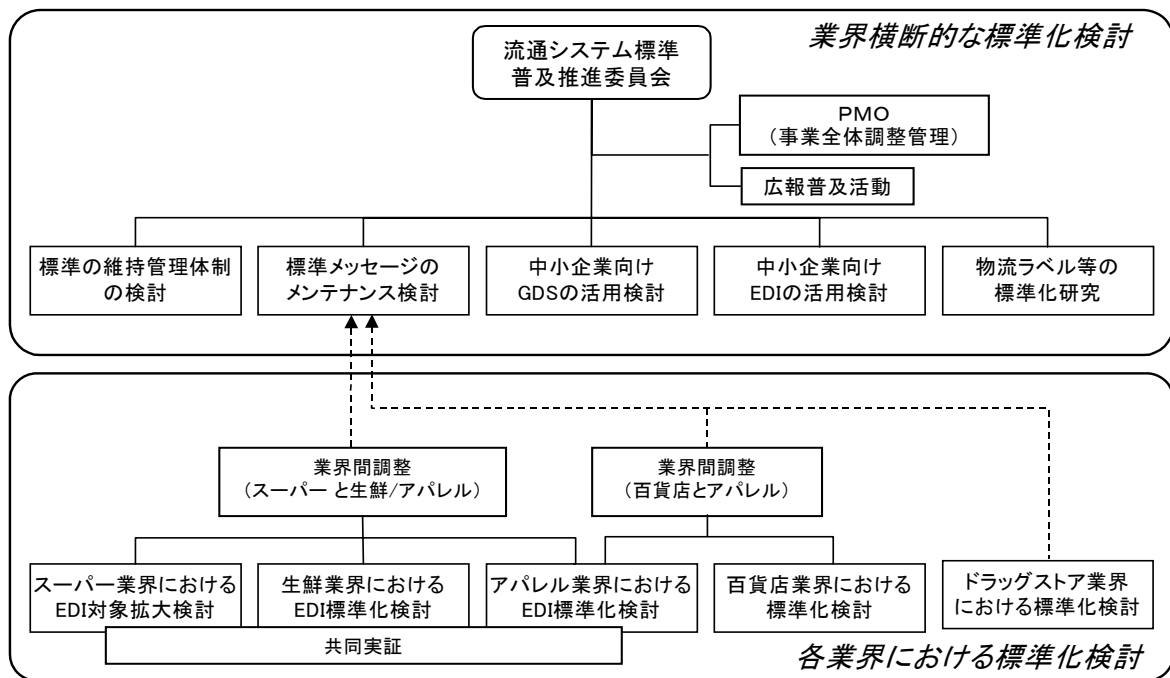 業界横断的な標準化検討
流通システム標準
普及推進委員会
PMO
(事業全体調整管理)
広報普及活動
標準の維持管理体制
の検討
標準メッセージの
メンテナンス検討
中小企業向け
GDSの活用検討
中小企業向け
EDIの活用検討
物流ラベル等の
標準化研究
業界間調整
(スーパー と生鮮/アパレル)
業界間調整
(百貨店とアパレル)
スーパー業界における
EDI対象拡大検討
生鮮業界における
EDI標準化検討
アパレル業界における
EDI標準化検討
百貨店業界における
標準化検討
ドラッグストア業界
における標準化検討
共同実証
各業界における標準化検討